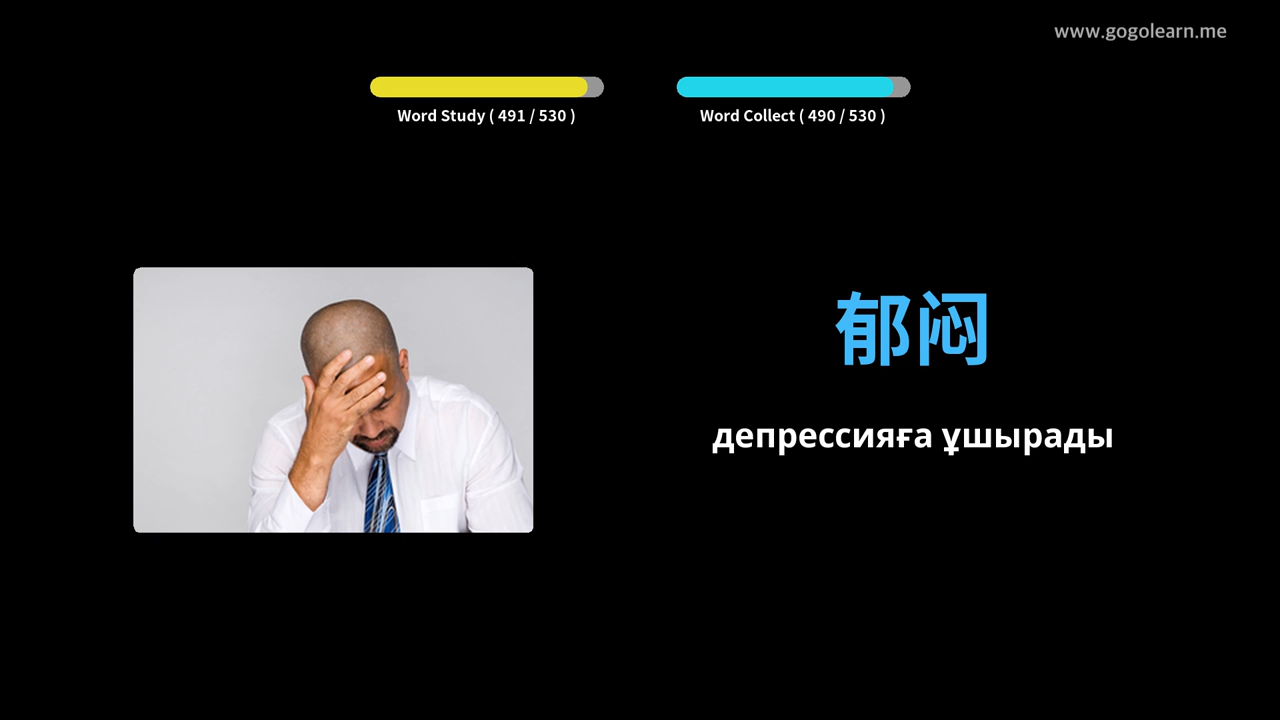 www.gogolearn.me
Word Study ( 491 / 530 )
Word Collect ( 490 / 530 )
郁闷
депрессияға ұшырады